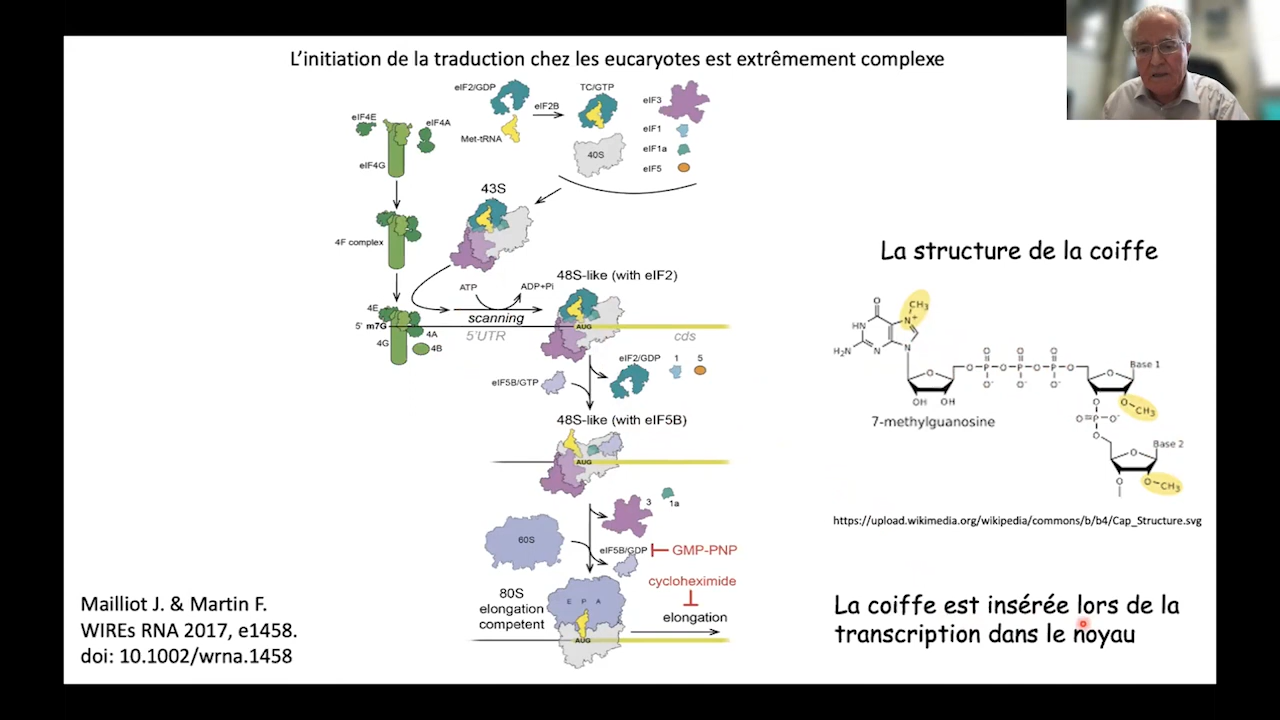 L'initiation de la traduction chez les eucaryotes est extrêmement complexe
eIF2/GDP
eIF2B
TC/GTP
Met-tRNA
40S
eIF3
eIF1
eIF1a
eIF5
eIF4E
eIF4A
eIF4G
4F complex
43S
48S-like (with eIF2)
ATP
ADP+Pi
scanning
4E
5' m7G
4A
4G
4B
5'UTR
AUG
cds
eIF2/GDP
1
5
eIF5B/GTP
48S-like (with eIF5B)
AUG
3
1a
60S
eIF5B/GDP
GMP-PNP
cycloheximide
80S
elongation
competent
E P A
AUG
elongation
Mailliot J. & Martin F.
WIREs RNA 2017, e1458.
doi: 10.1002/wrna.1458
La structure de la coiffe
O
CH3
HN
N+
H2N
N
N
O
O
P
O
P
O
P
O
O
O-
O-
O-
OH
OH
Base 1
O
O
CH3
7-methylguanosine
O=P-O-
O
Base 2
O
O
CH3
O
https://upload.wikimedia.org/wikipedia/commons/b/b4/Cap_Structure.svg
La coiffe est insérée lors de la
transcription dans le noyau